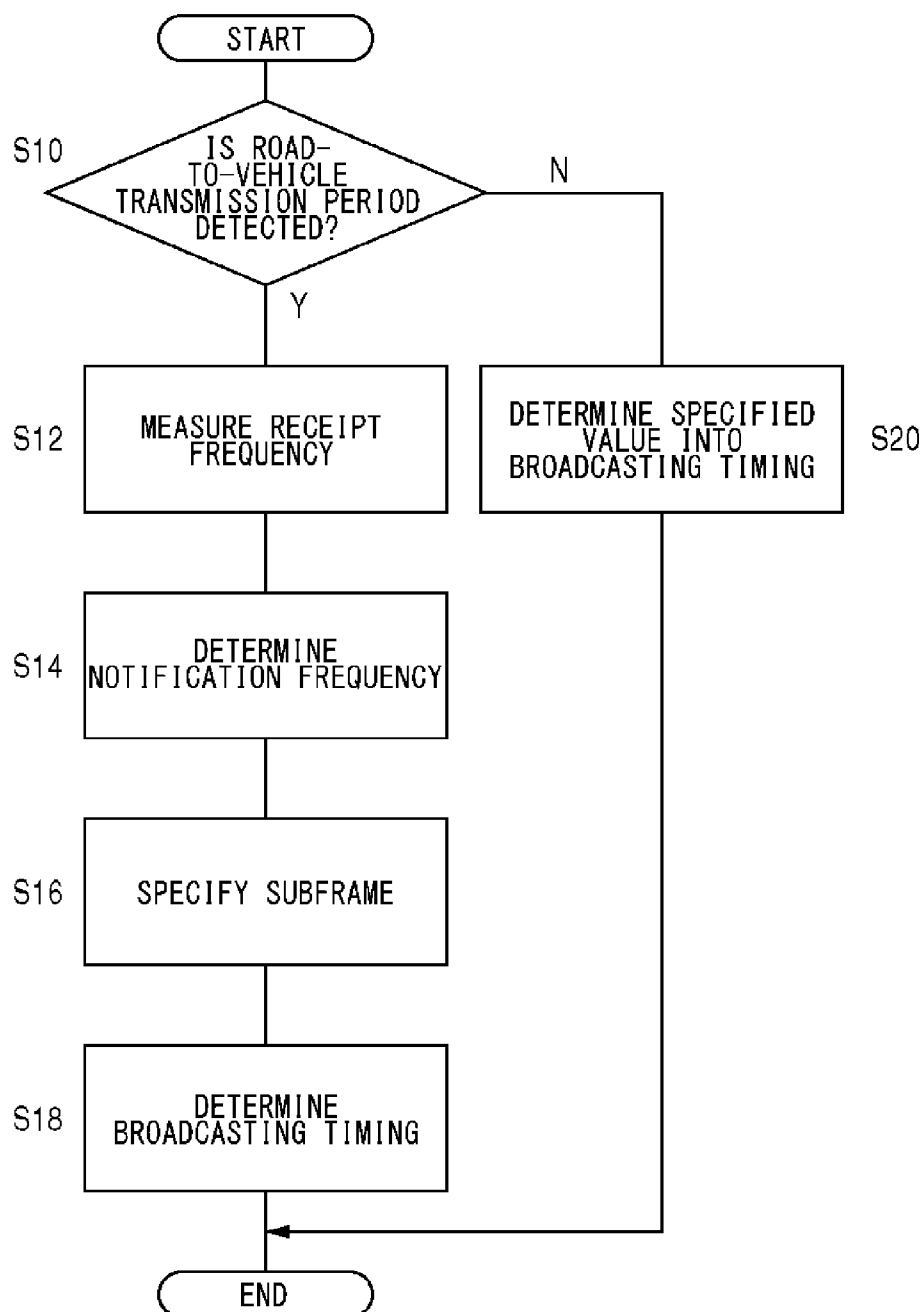 START
S10
IS ROAD-
TO-VEHICLE
TRANSMISSION PERIOD
DETECTED?
N
Y
S12
MEASURE RECEIPT
FREQUENCY
DETERMINE SPECIFIED
VALUE INTO
BROADCASTING TIMING
S20
S14
DETERMINE
NOTIFICATION FREQUENCY
S16
SPECIFY SUBFRAME
S18
DETERMINE
BROADCASTING TIMING
END